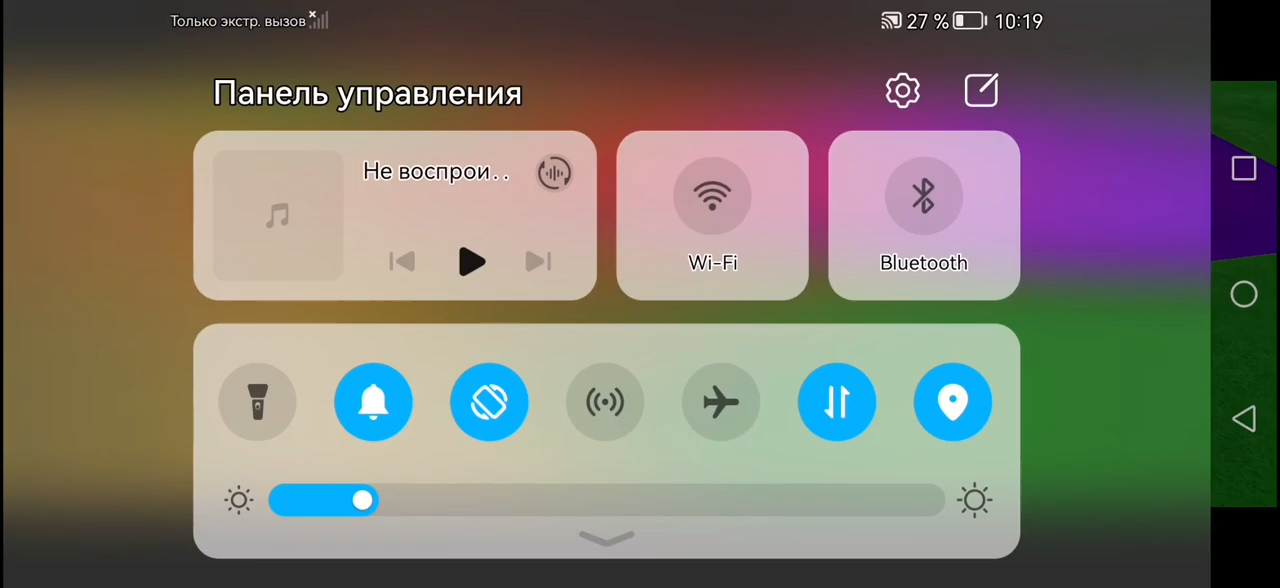 Только экстр. вызов
27 % 10:19
Панель управления
Не воспрои..
Wi-Fi
Bluetooth